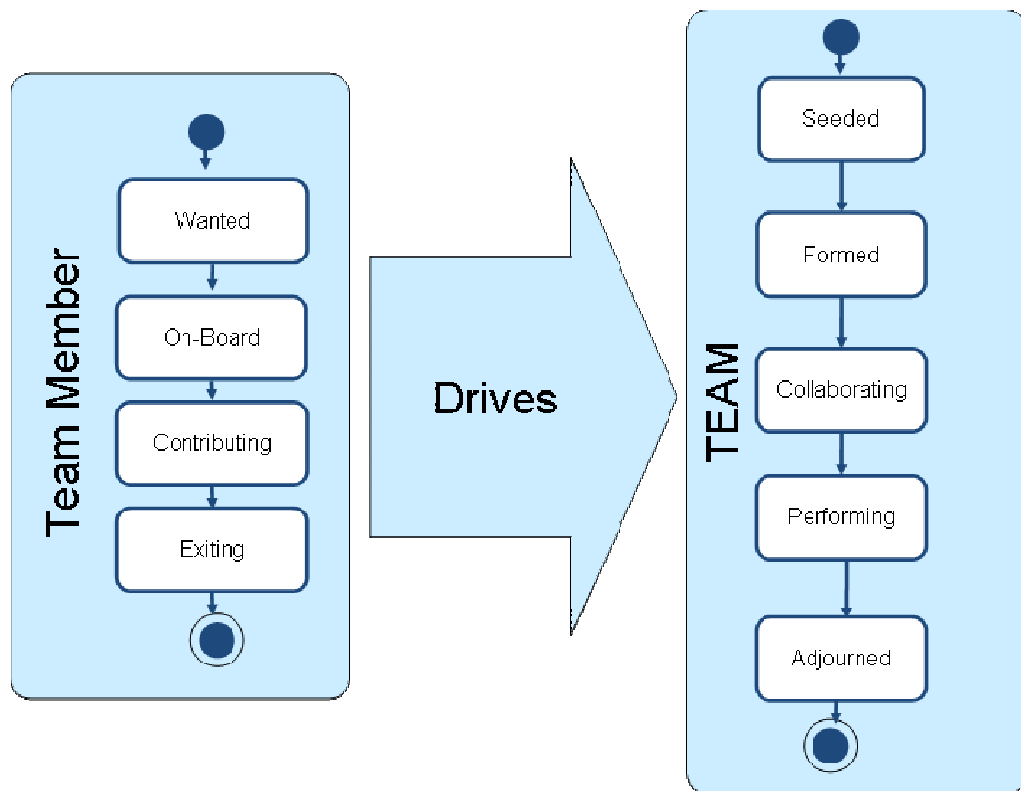 Team Member
Wanted
On-Board
Contributing
Exiting
Drives
TEAM
Seeded
Formed
Collaborating
Performing
Adjourned